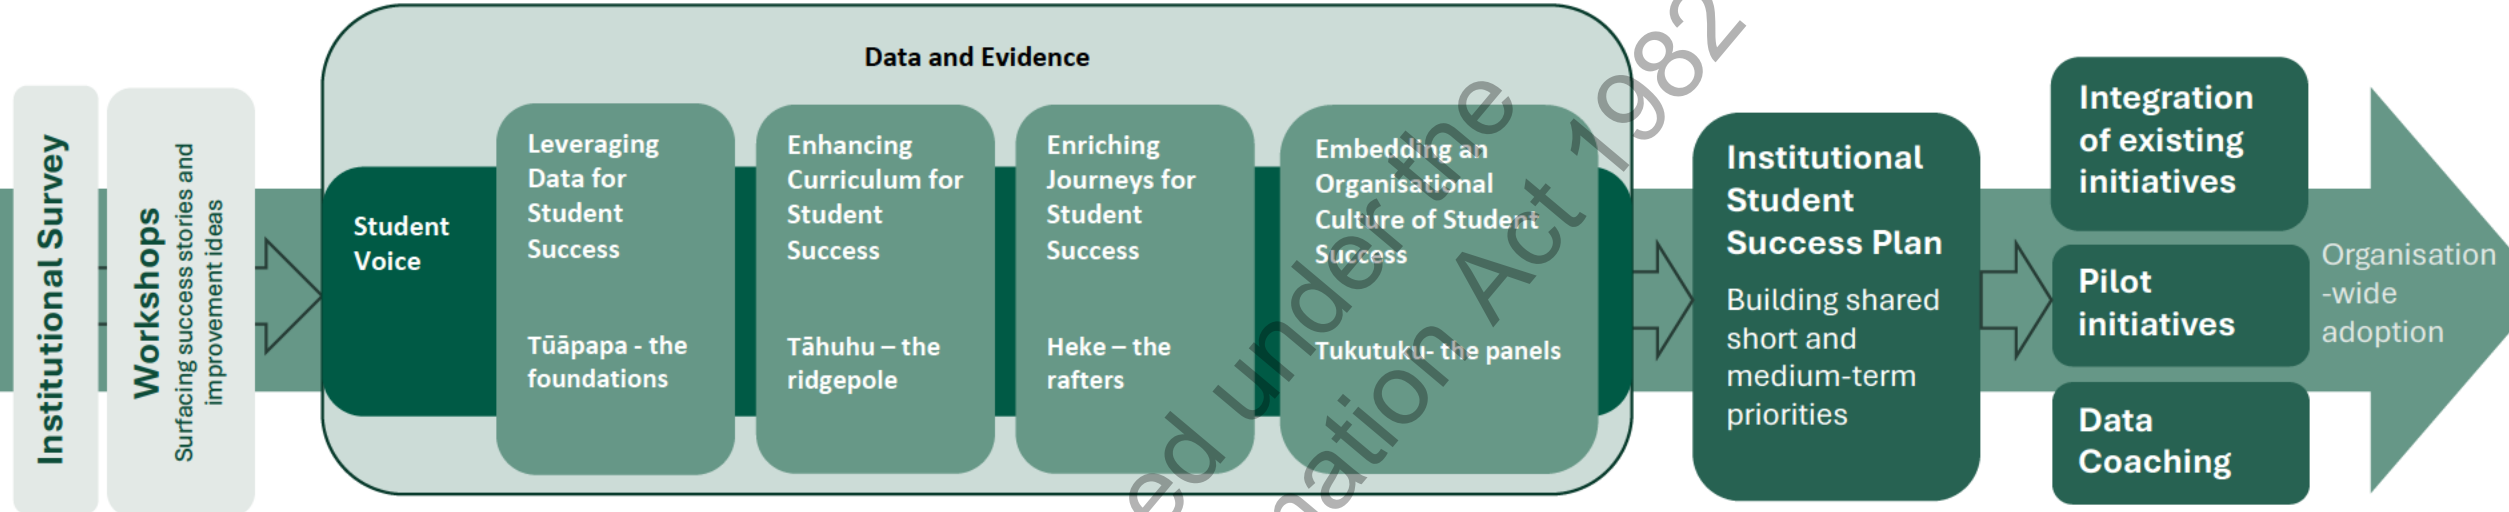 Institutional Survey
Workshops
Surfacing success stories and
improvement ideas
Data and Evidence
Student
Voice
Leveraging
Data for
Student
Success
Tūāpapa - the
foundations
Enhancing
Curriculum for
Student
Success
Tāhuhu – the
ridgepole
Enriching
Journeys for
Student
Success
Heke – the
rafters
Embedding an
Organisational
Culture of Student
Success
Tukutuku- the panels
Institutional
Student
Success Plan
Building shared
short and
medium-term
priorities
Integration
of existing
initiatives
Pilot
initiatives
Data
Coaching
Organisation
-wide
adoption
ed under the
mation Act 1982